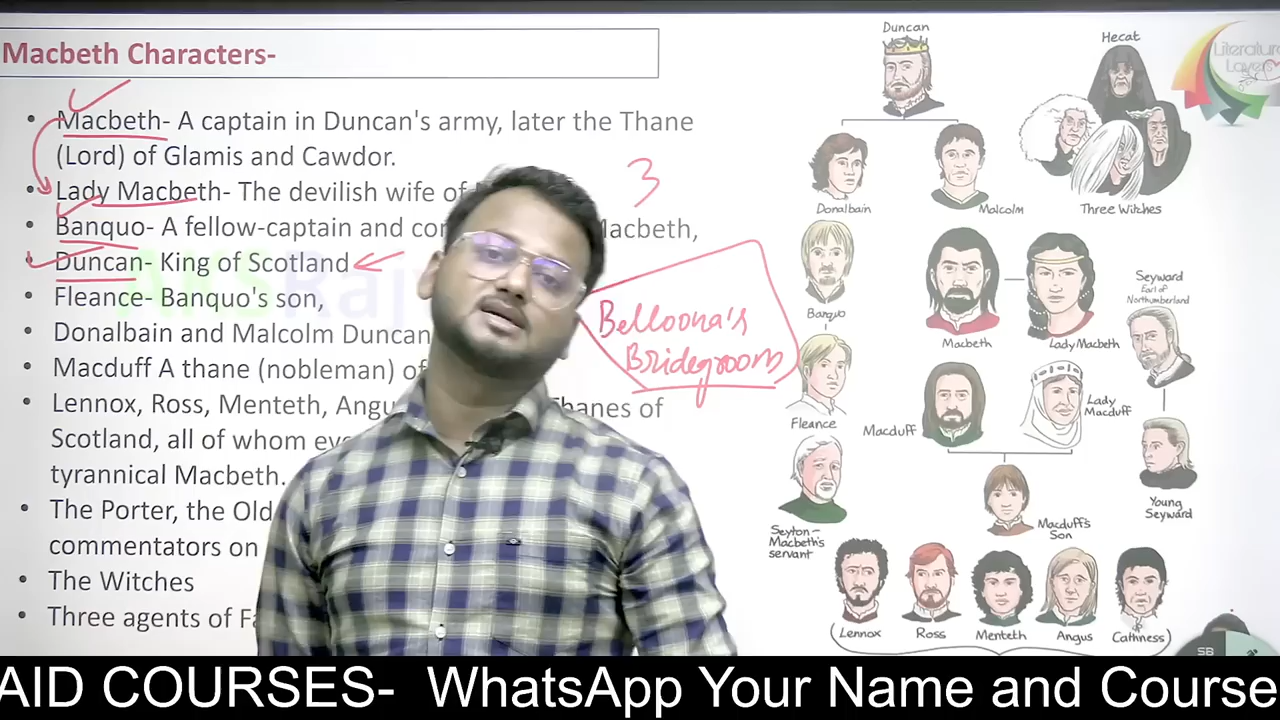 Macbeth Characters-
• Macbeth- A captain in Duncan's army, later the Thane
(Lord) of Glamis and Cawdor.
• Lady Macbeth- The devilish wife of
• Banquo- A fellow-captain and Macbeth,
• Duncan- King of Scotland
• Fleance- Banquo's son,
• Donalbain and Malcolm Duncan
• Macduff A thane (nobleman) of
• Lennox, Ross, Menteth, Angu Thanes of
Scotland, all of whom
tyrannical Macbeth.
• The Porter, the Old
commentators on
• The Witches
• Three agents of
3
Belloona's
Bridegroom
Duncan
Hecat
Literature
Layers
Donalbain
Malcolm
Three Witches
Banquo
Macbeth
Lady Macbeth
Seyward
Earl of
Northumberland
Fleance
Macduff
Lady
Macduff
Seyton-
Macbeth's
servant
Macduff's
Son
Young
Seyward
Lennox
Ross
Menteth
Angus
Cathness
SB
AID COURSES- WhatsApp Your Name and Course